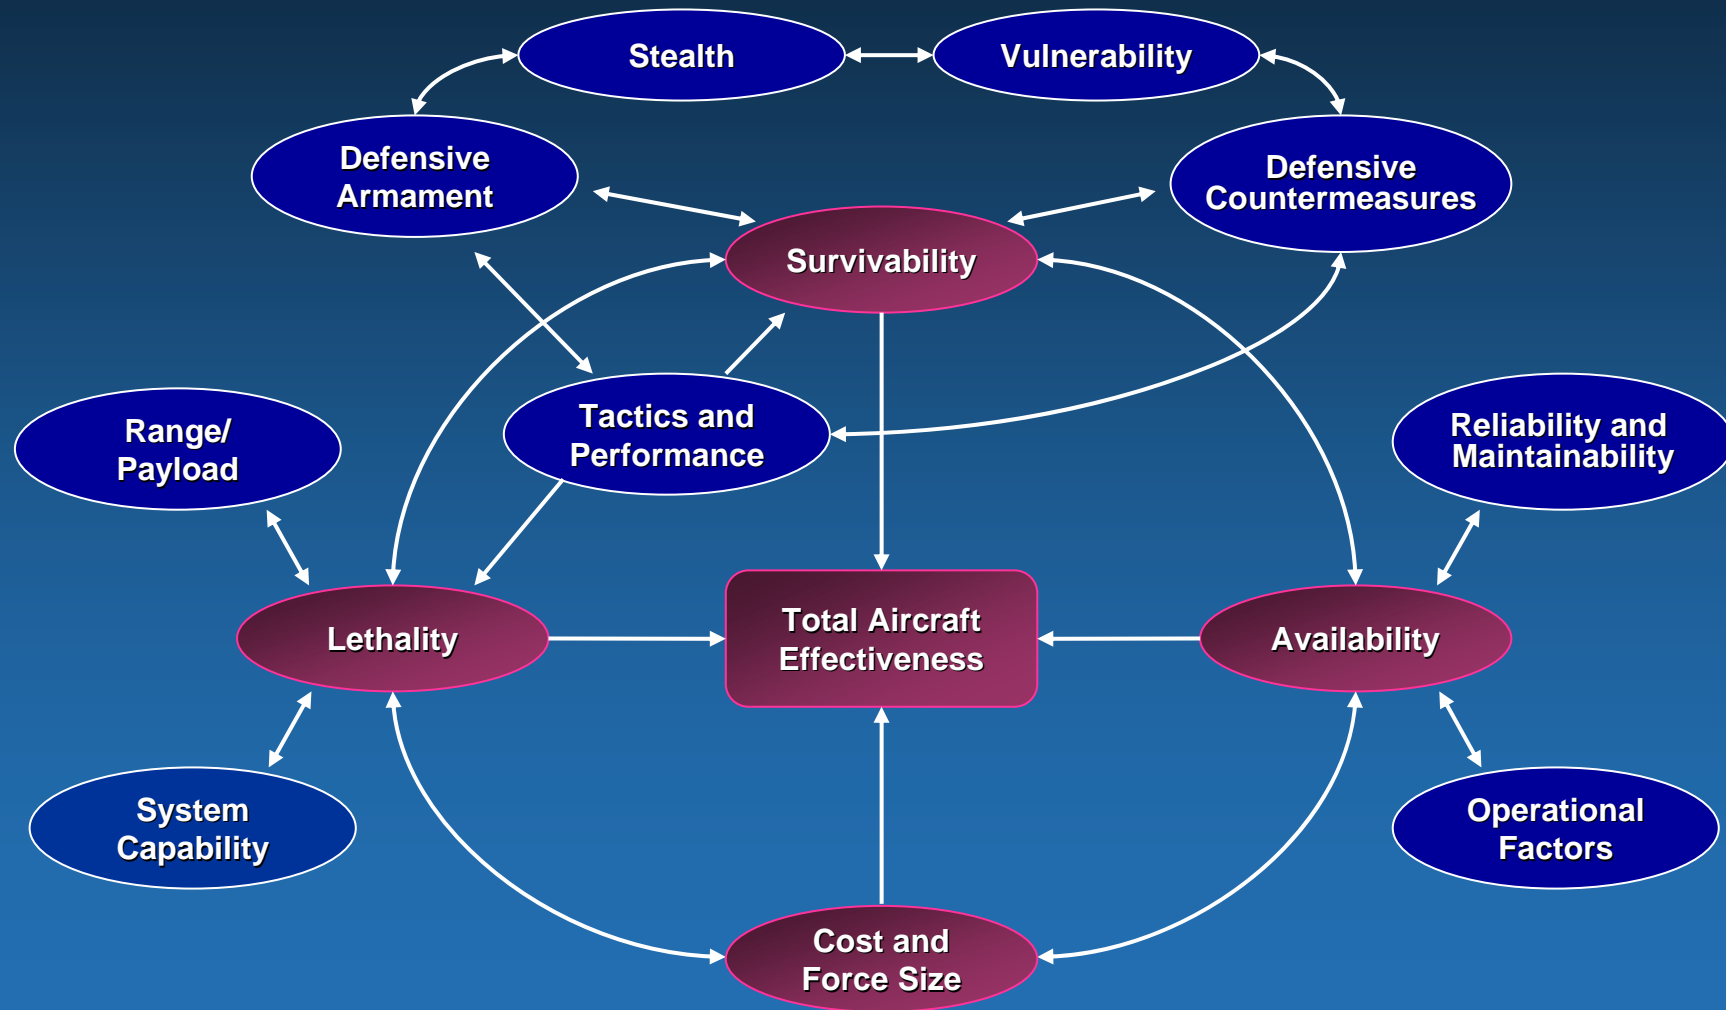 Stealth
Vulnerability
Defensive
Armament
Defensive
Countermeasures
Survivability
Range/
Payload
Tactics and
Performance
Reliability and
Maintainability
Lethality
Total Aircraft
Effectiveness
Availability
System
Capability
Operational
Factors
Cost and
Force Size